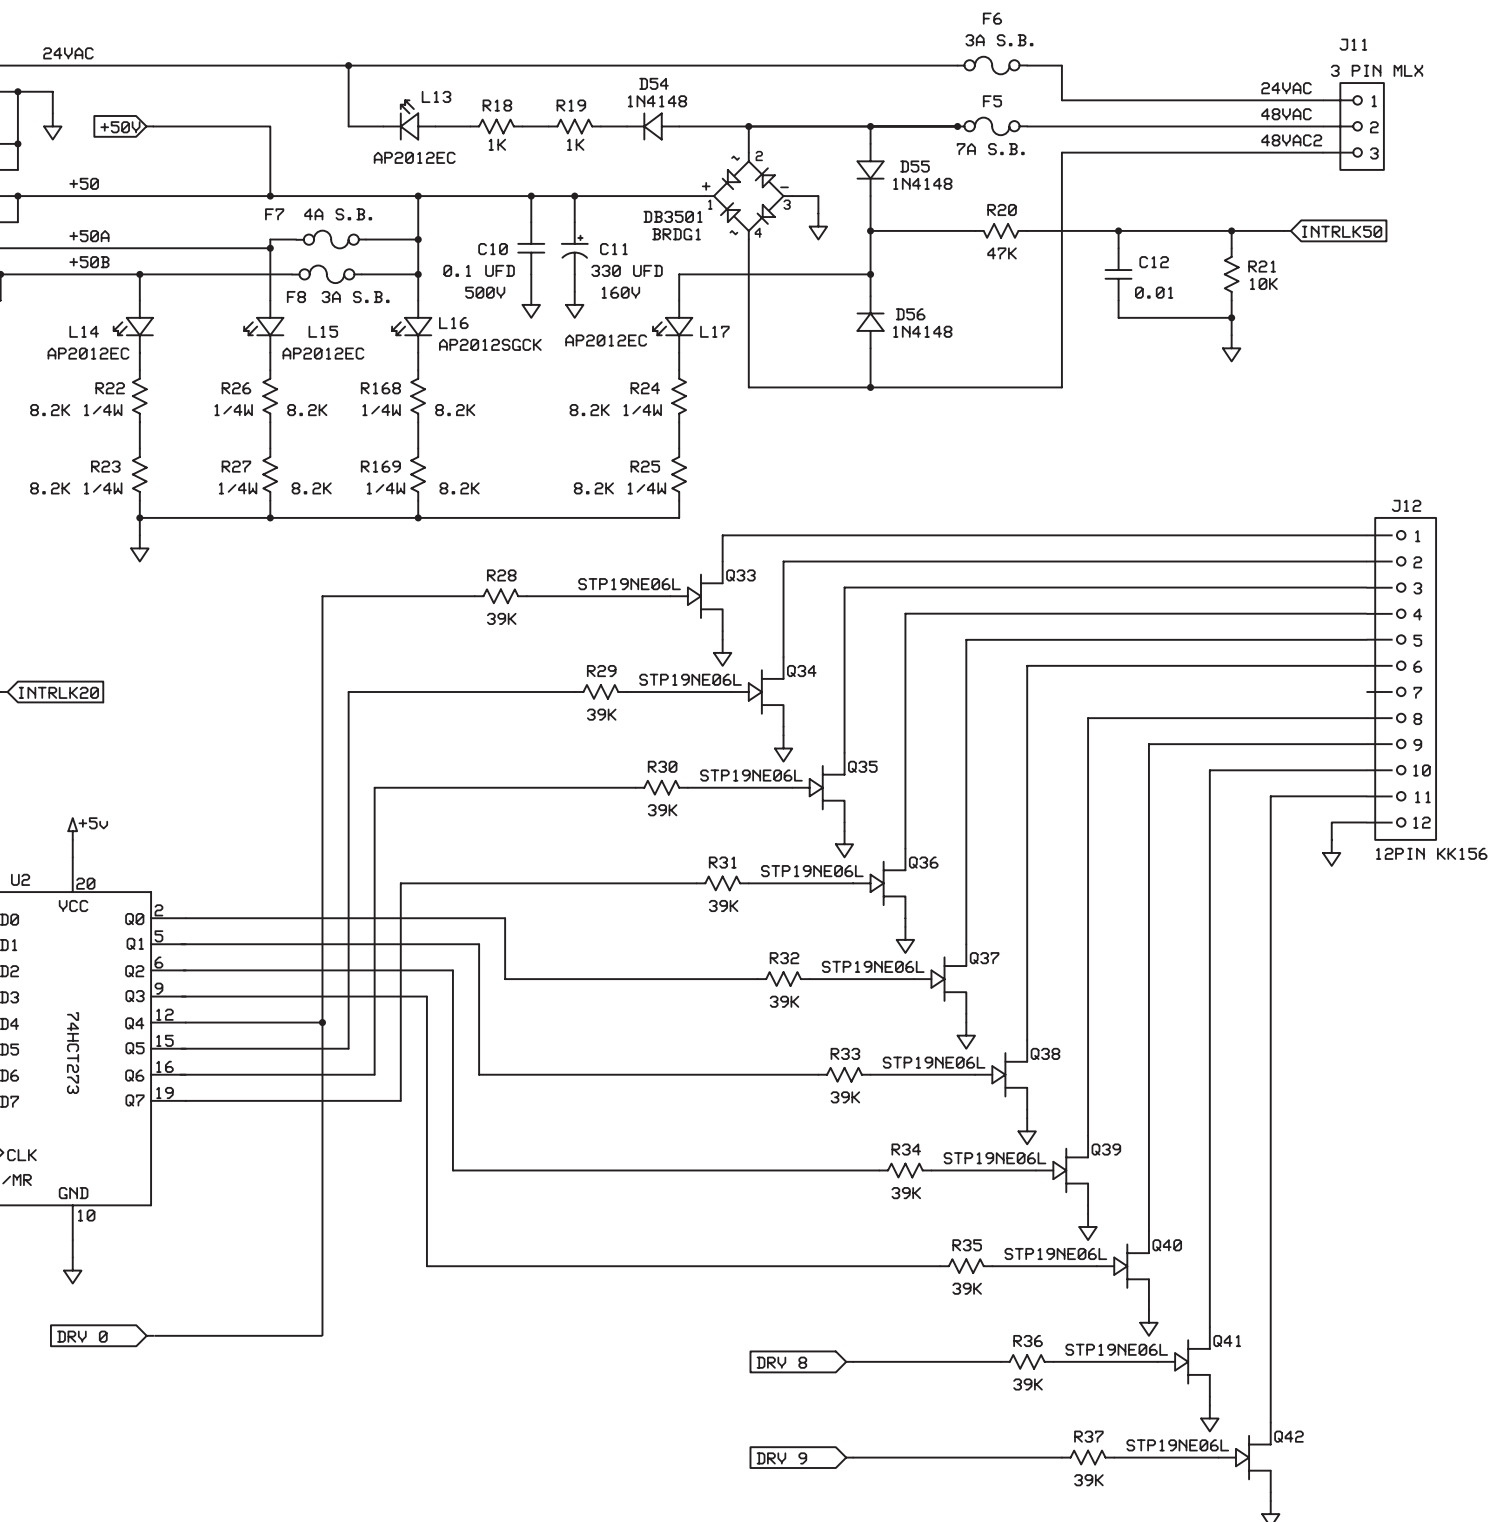 F6
3A S.B.
J11
3 PIN MLX
24VAC
24VAC
1
L13
R18
1K
R19
1K
D54
1N4148
AP2012EC
F5
7A S.B.
48VAC
2
48VAC2
3
+50V
+50
+50A
+50B
F7 4A S.B.
F8 3A S.B.
C10
0.1 UFD
500V
+
C11
330 UFD
160V
DB3501
BRDG1
+
1
~
2
-
3
~
4
D55
1N4148
D56
1N4148
R20
47K
INTRLK50
C12
0.01
R21
10K
L14
AP2012EC
L15
AP2012EC
L16
AP2012SGCK
AP2012EC
L17
R22
8.2K 1/4W
R26
1/4W 8.2K
R168
1/4W 8.2K
R24
8.2K 1/4W
R23
8.2K 1/4W
R27
1/4W 8.2K
R169
1/4W 8.2K
R25
8.2K 1/4W
J12
1
2
3
4
5
6
7
8
9
10
11
12
12PIN KK156
R28
39K
STP19NE06L
Q33
R29
39K
STP19NE06L
Q34
INTRLK20
R30
39K
STP19NE06L
Q35
R31
39K
STP19NE06L
Q36
R32
39K
STP19NE06L
Q37
R33
39K
STP19NE06L
Q38
R34
39K
STP19NE06L
Q39
R35
39K
STP19NE06L
Q40
R36
39K
STP19NE06L
Q41
R37
39K
STP19NE06L
Q42
+5v
U2
20
VCC
D0 Q0 2
D1 Q1 5
D2 Q2 6
D3 Q3 9
D4 Q4 12
D5 Q5 15
D6 Q6 16
D7 Q7 19
74HCT273
CLK
/MR
GND
10
DRV 0
DRV 8
DRV 9